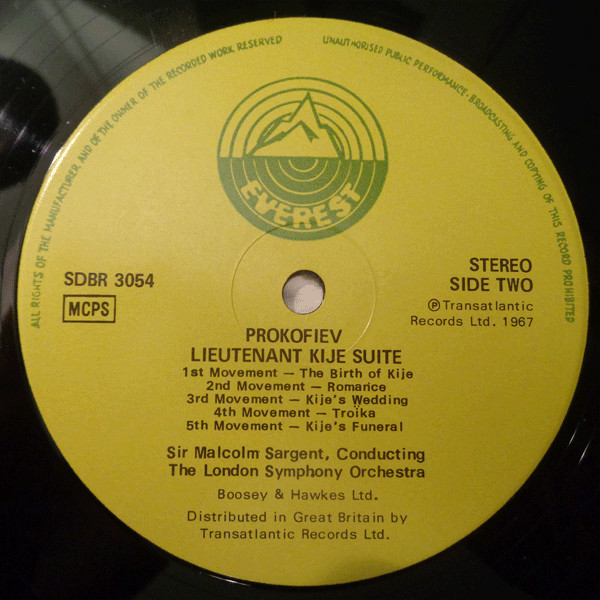 ALL RIGHTS OF THE MANUFACTURER AND OF THE OWNER OF THE RECORDED WORK RESERVED
UNAUTHORISED PUBLIC PERFORMANCE · BROADCASTING AND COPYING OF THIS RECORD PROHIBITED
EVEREST
SDBR 3054
MCPS
STEREO
SIDE TWO
℗ Transatlantic
Records Ltd. 1967
PROKOFIEV
LIEUTENANT KIJE SUITE
1st Movement — The Birth of Kije
2nd Movement — Romance
3rd Movement — Kije's Wedding
4th Movement — Troïka
5th Movement — Kije's Funeral
Sir Malcolm Sargent, Conducting
The London Symphony Orchestra
Boosey & Hawkes Ltd.
Distributed in Great Britain by
Transatlantic Records Ltd.